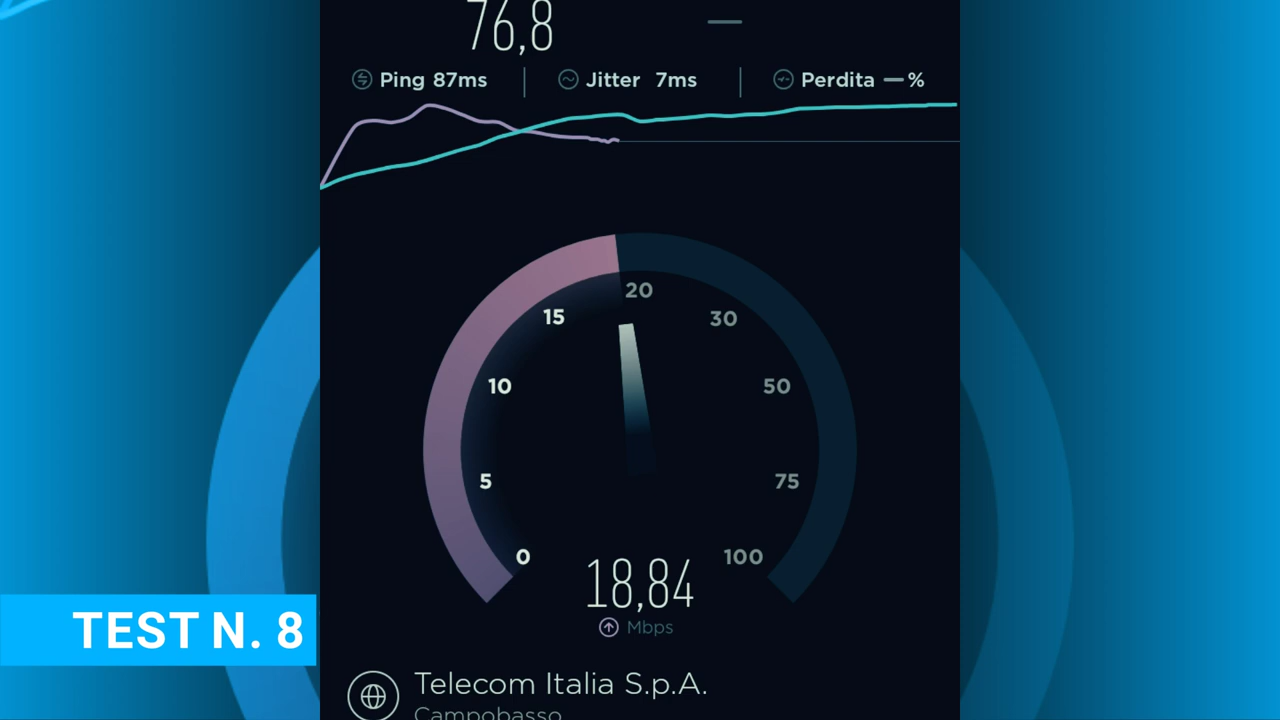 76,8 —
Ping 87ms Jitter 7ms Perdita — %
20
15 30
10 50
5 75
0 100
18,84
Mbps
TEST N. 8
Telecom Italia S.p.A.
Campobasso